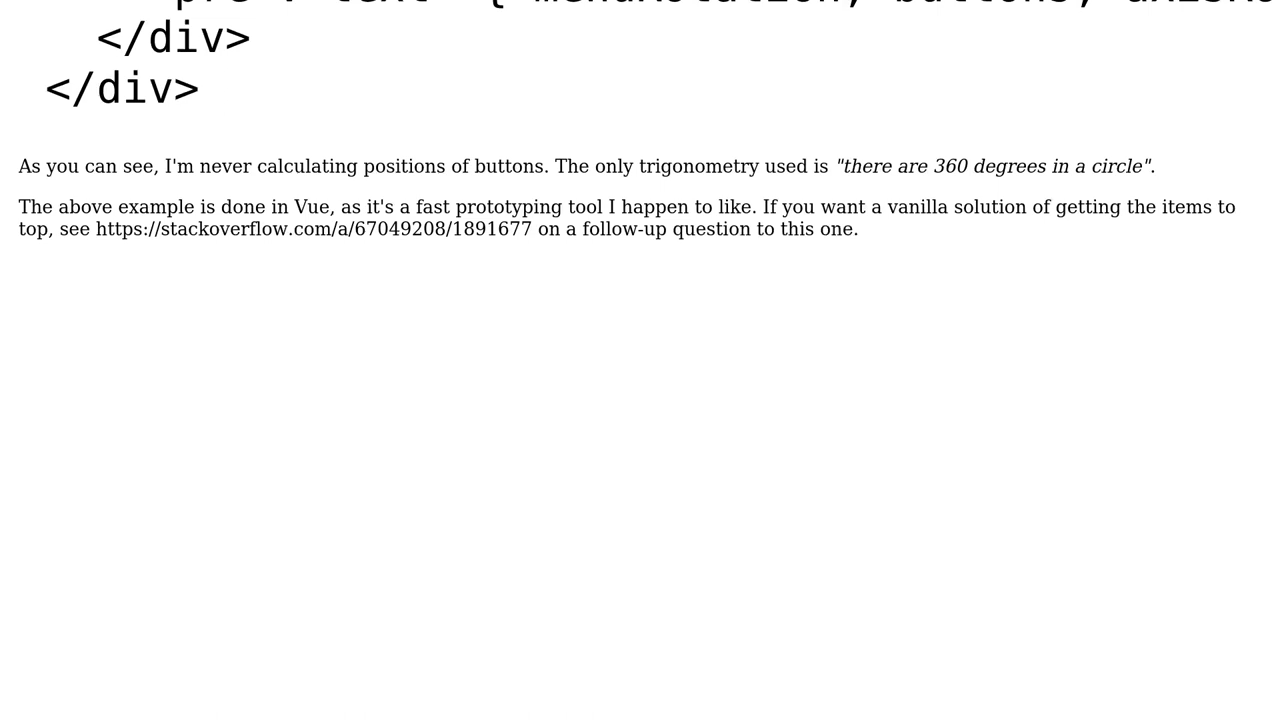 </div>
</div>
As you can see, I'm never calculating positions of buttons. The only trigonometry used is "there are 360 degrees in a circle".
The above example is done in Vue, as it's a fast prototyping tool I happen to like. If you want a vanilla solution of getting the items to
top, see https://stackoverflow.com/a/67049208/1891677 on a follow-up question to this one.